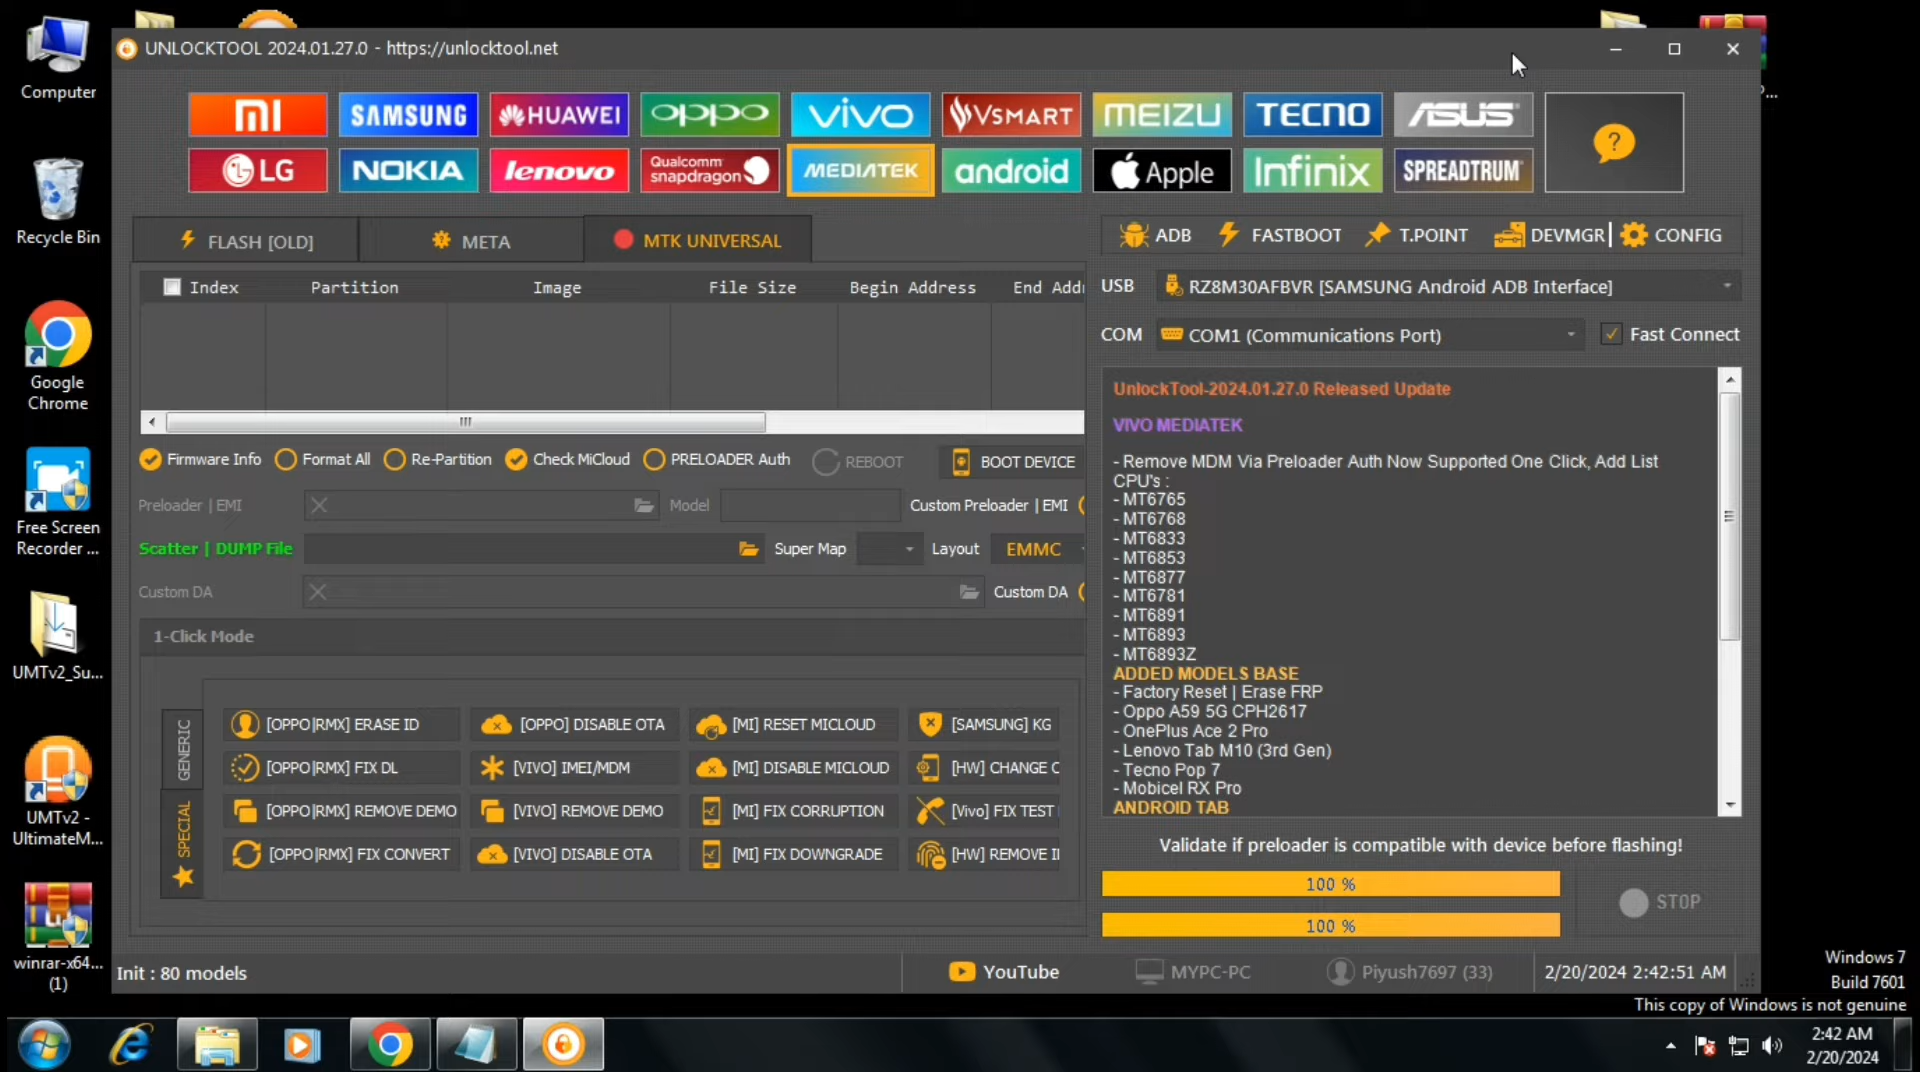 Computer
Recycle Bin
Google
Chrome
Free Screen
Recorder ...
UMTv2_Su...
UMTv2 -
UltimateM...
winrar-x64...
(1)
UNLOCKTOOL 2024.01.27.0 - https://unlocktool.net
MI
SAMSUNG
HUAWEI
oppo
vivo
VSMART
MEIZU
TECNO
ASUS
?
LG
NOKIA
lenovo
Qualcomm
snapdragon
MEDIATEK
android
Apple
Infinix
SPREADTRUM
FLASH [OLD]
META
MTK UNIVERSAL
ADB
FASTBOOT
T.POINT
DEVMGR
CONFIG
Index Partition Image File Size Begin Address End Addr
USB RZ8M30AFBVR [SAMSUNG Android ADB Interface]
COM COM1 (Communications Port) Fast Connect
Firmware Info Format All Re-Partition Check MiCloud PRELOADER Auth REBOOT BOOT DEVICE
Preloader | EMI Model Custom Preloader | EMI
Scatter | DUMP File Super Map Layout EMMC
Custom DA Custom DA
1-Click Mode
GENERIC
SPECIAL
[OPPO|RMX] ERASE ID [OPPO] DISABLE OTA [MI] RESET MICLOUD [SAMSUNG] KG
[OPPO|RMX] FIX DL [VIVO] IMEI/MDM [MI] DISABLE MICLOUD [HW] CHANGE C
[OPPO|RMX] REMOVE DEMO [VIVO] REMOVE DEMO [MI] FIX CORRUPTION [Vivo] FIX TEST
[OPPO|RMX] FIX CONVERT [VIVO] DISABLE OTA [MI] FIX DOWNGRADE [HW] REMOVE
UnlockTool-2024.01.27.0 Released Update
VIVO MEDIATEK
- Remove MDM Via Preloader Auth Now Supported One Click, Add List
CPU's :
- MT6765
- MT6768
- MT6833
- MT6853
- MT6877
- MT6781
- MT6891
- MT6893
- MT6893Z
ADDED MODELS BASE
- Factory Reset | Erase FRP
- Oppo A59 5G CPH2617
- OnePlus Ace 2 Pro
- Lenovo Tab M10 (3rd Gen)
- Tecno Pop 7
- Mobicel RX Pro
ANDROID TAB
Validate if preloader is compatible with device before flashing!
100 %
100 %
STOP
Init : 80 models
YouTube
MYPC-PC
Piyush7697 (33)
2/20/2024 2:42:51 AM
Windows 7
Build 7601
This copy of Windows is not genuine
2:42 AM
2/20/2024